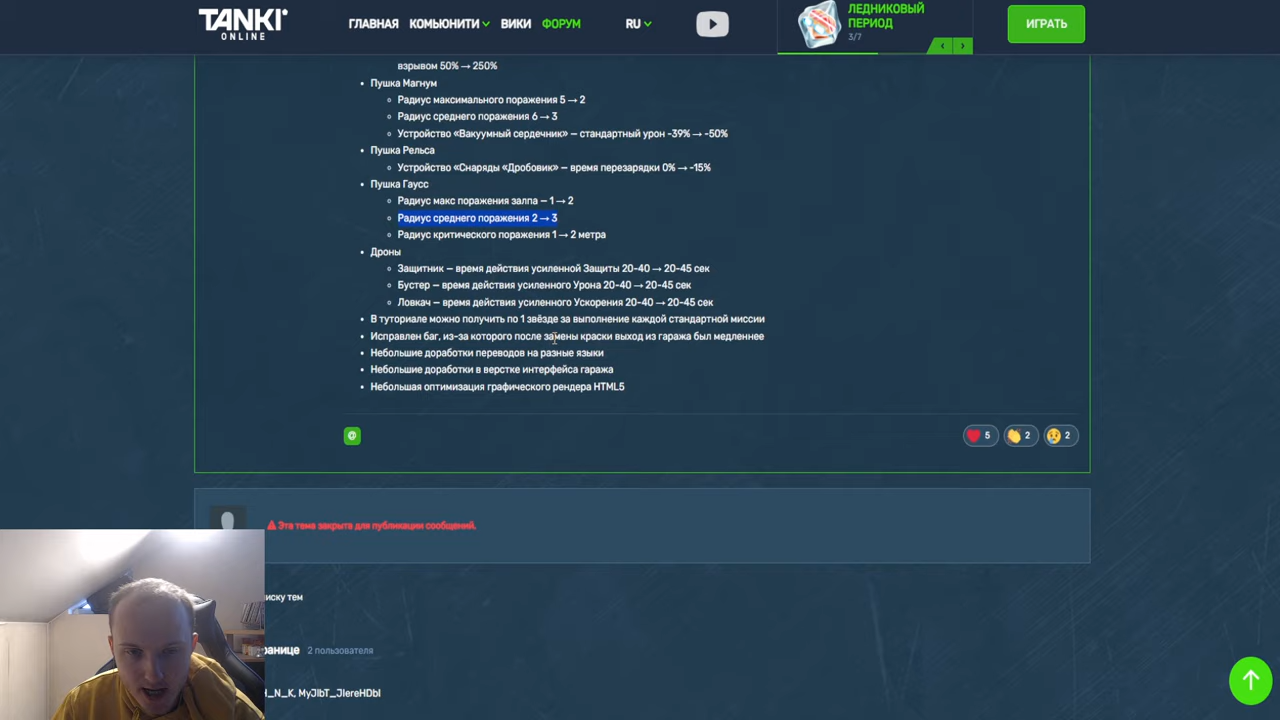 TANKI
ONLINE
ГЛАВНАЯ
КОМЬЮНИТИ
ВИКИ
ФОРУМ
RU
ЛЕДНИКОВЫЙ
ПЕРИОД
3/7
ИГРАТЬ
взрывом 50% → 250%
Пушка Магнум
Радиус максимального поражения 5 → 2
Радиус среднего поражения 6 → 3
Устройство «Вакуумный сердечник» — стандартный урон -39% → -50%
Пушка Рельса
Устройство «Снаряды «Дробовик» — время перезарядки 0% → -15%
Пушка Гаусс
Радиус макс поражения залпа — 1 → 2
Радиус среднего поражения 2 → 3
Радиус критического поражения 1 → 2 метра
Дроны
Защитник — время действия усиленной Защиты 20-40 → 20-45 сек
Бустер — время действия усиленного Урона 20-40 → 20-45 сек
Ловкач — время действия усиленного Ускорения 20-40 → 20-45 сек
В туториале можно получить по 1 звёзде за выполнение каждой стандартной миссии
Исправлен баг, из-за которого после замены краски выход из гаража был медленнее
Небольшие доработки переводов на разные языки
Небольшие доработки в верстке интерфейса гаража
Небольшая оптимизация графического рендера HTML5
@
5
2
2
Эта тема закрыта для публикации сообщений.
иску тем
ранице 2 пользователя
_N_K, MyJlbT_JIereHDbl